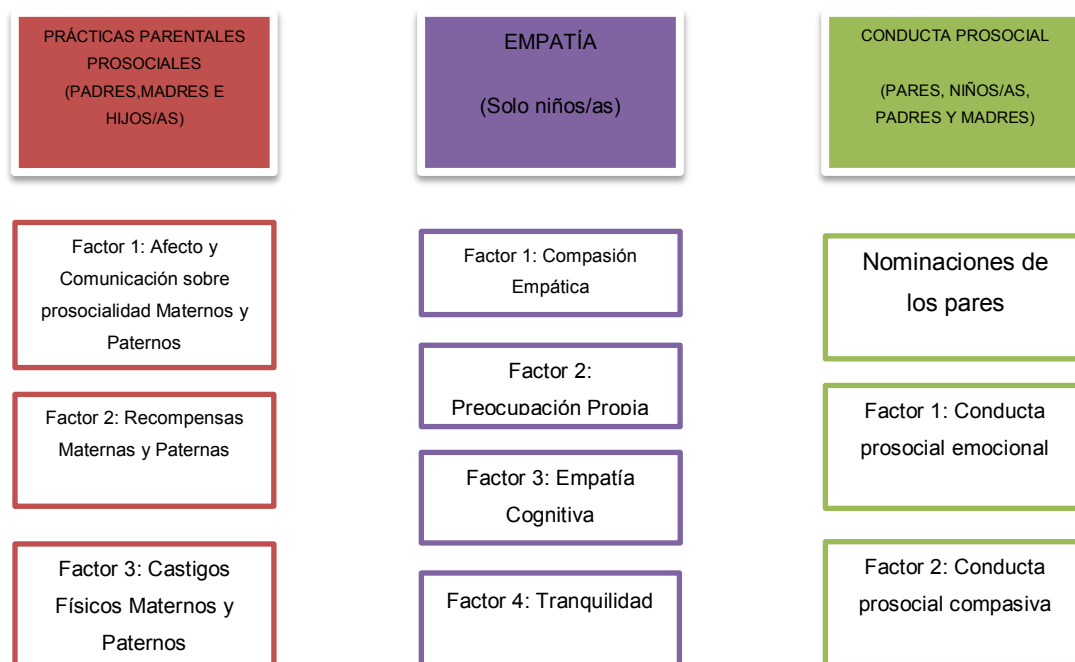 PRÁCTICAS PARENTALES
PROSOCIALES
(PADRES,MADRES E
HIJOS/AS)
Factor 1: Afecto y
Comunicación sobre
prosocialidad Maternos y
Paternos
Factor 2: Recompensas
Maternas y Paternas
Factor 3: Castigos
Físicos Maternos y
Paternos
EMPATÍA
(Solo niños/as)
Factor 1: Compasión
Empática
Factor 2:
Preocupación Propia
Factor 3: Empatía
Cognitiva
Factor 4: Tranquilidad
CONDUCTA PROSOCIAL
(PARES, NIÑOS/AS,
PADRES Y MADRES)
Nominaciones de
los pares
Factor 1: Conducta
prosocial emocional
Factor 2: Conducta
prosocial compasiva